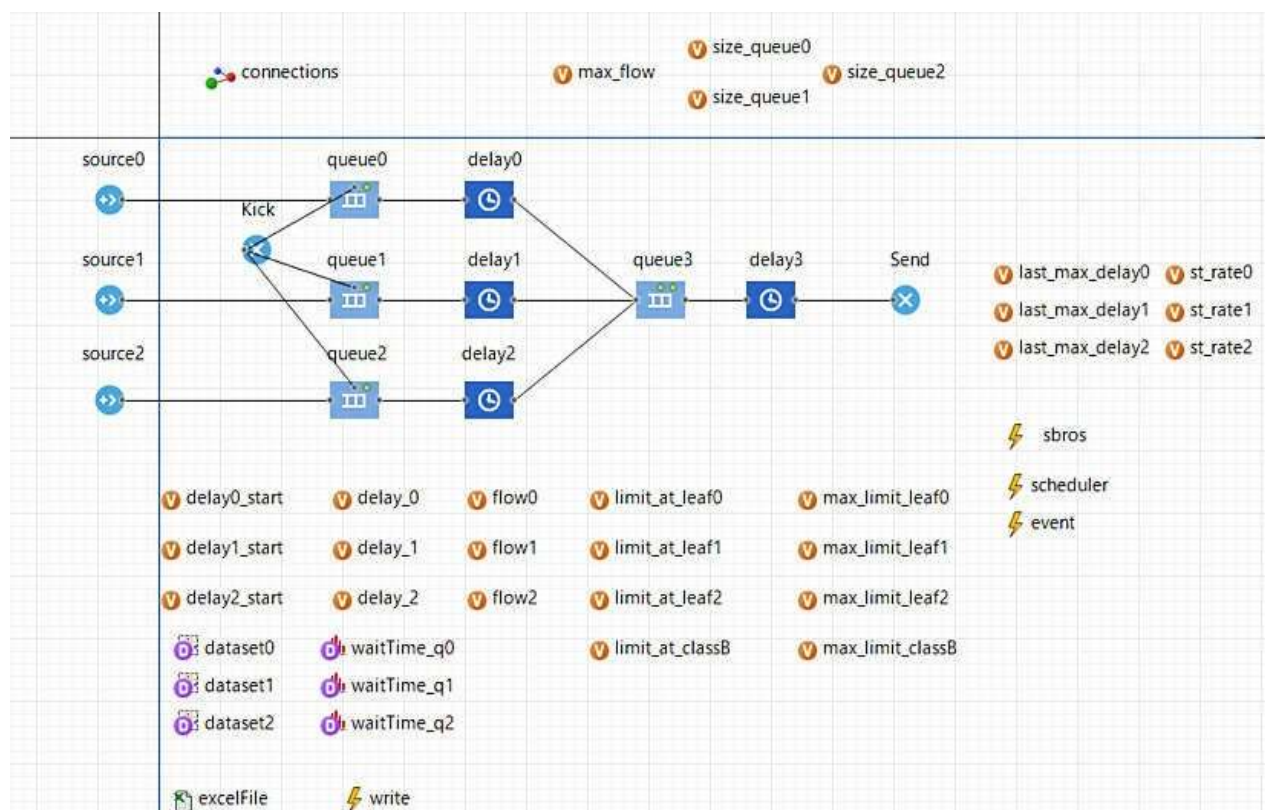 size_queue0
connections
max_flow
size_queue2
size_queue1
source0
queue0
delay0
Kick
source1
queue1
delay1
queue3
delay3
Send
last_max_delay0
st_rate0
last_max_delay1
st_rate1
last_max_delay2
st_rate2
source2
queue2
delay2
sbros
scheduler
event
delay0_start
delay_0
flow0
limit_at_leaf0
max_limit_leaf0
delay1_start
delay_1
flow1
limit_at_leaf1
max_limit_leaf1
delay2_start
delay_2
flow2
limit_at_leaf2
max_limit_leaf2
dataset0
waitTime_q0
limit_at_classB
max_limit_classB
dataset1
waitTime_q1
dataset2
waitTime_q2
excelFile
write